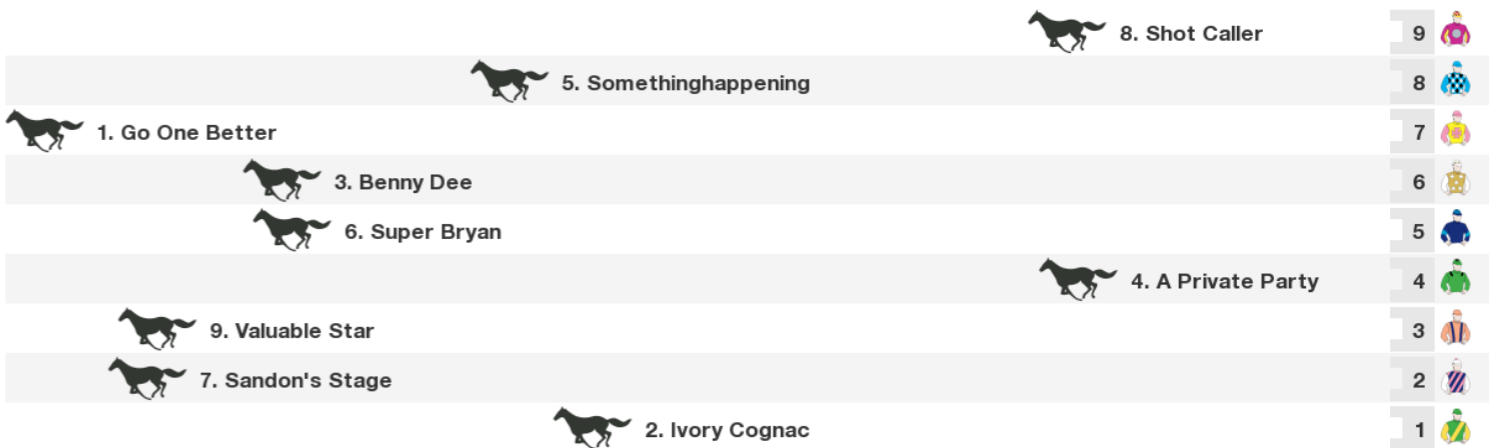 8. Shot Caller 9
5. Somethinghappening 8
1. Go One Better 7
3. Benny Dee 6
6. Super Bryan 5
4. A Private Party 4
9. Valuable Star 3
7. Sandon's Stage 2
2. Ivory Cognac 1